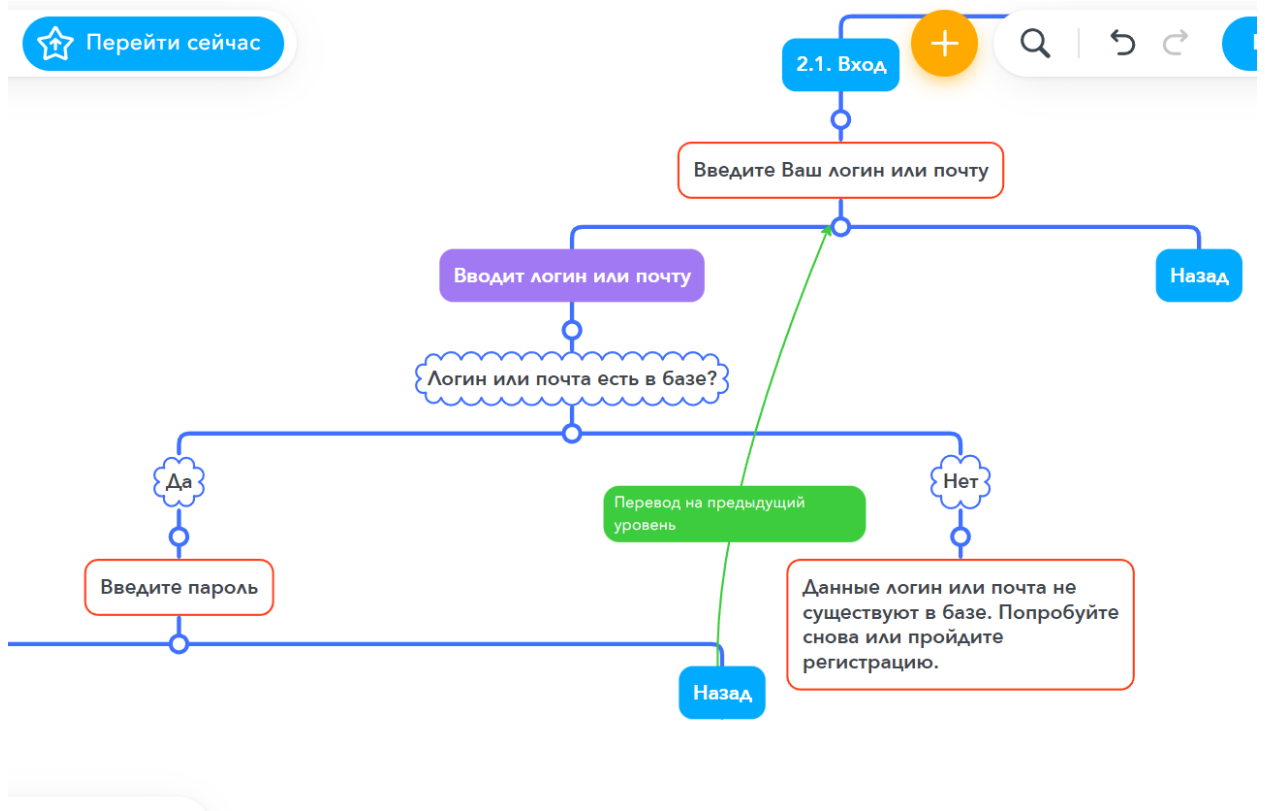 Перейти сейчас
2.1. Вход
Введите Ваш логин или почту
Вводит логин или почту
Назад
Логин или почта есть в базе?
Да
Нет
Перевод на предыдущий
уровень
Введите пароль
Данные логин или почта не
существуют в базе. Попробуйте
снова или пройдите
регистрацию.
Назад